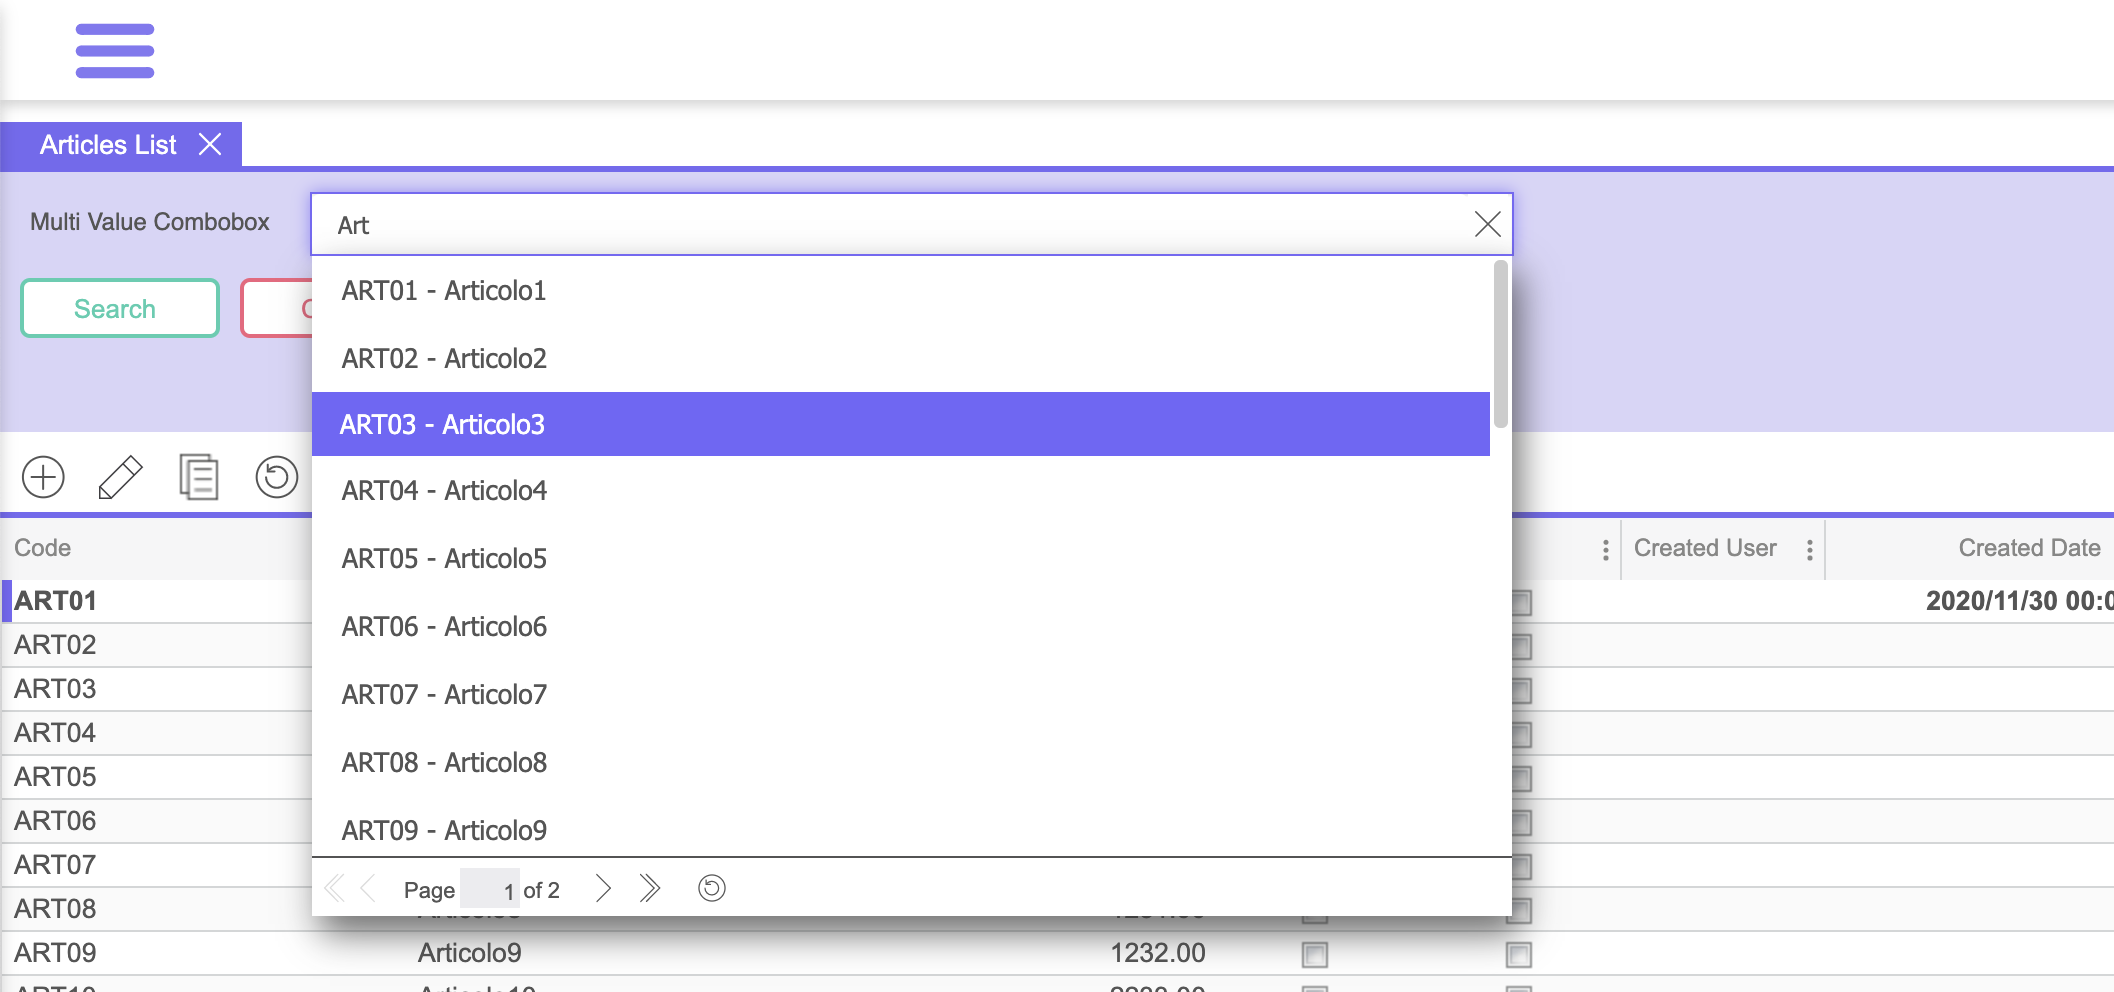 Articles List
Multi Value Combobox
Art
Search
ART01 - Articolo1
ART02 - Articolo2
ART03 - Articolo3
ART04 - Articolo4
ART05 - Articolo5
ART06 - Articolo6
ART07 - Articolo7
ART08 - Articolo8
ART09 - Articolo9
Page 1 of 2
Code Created User Created Date
ART01 2020/11/30 00:0
ART02
ART03
ART04
ART05
ART06
ART07
ART08
ART09 Articolo9 1232.00
ART10 Articolo10